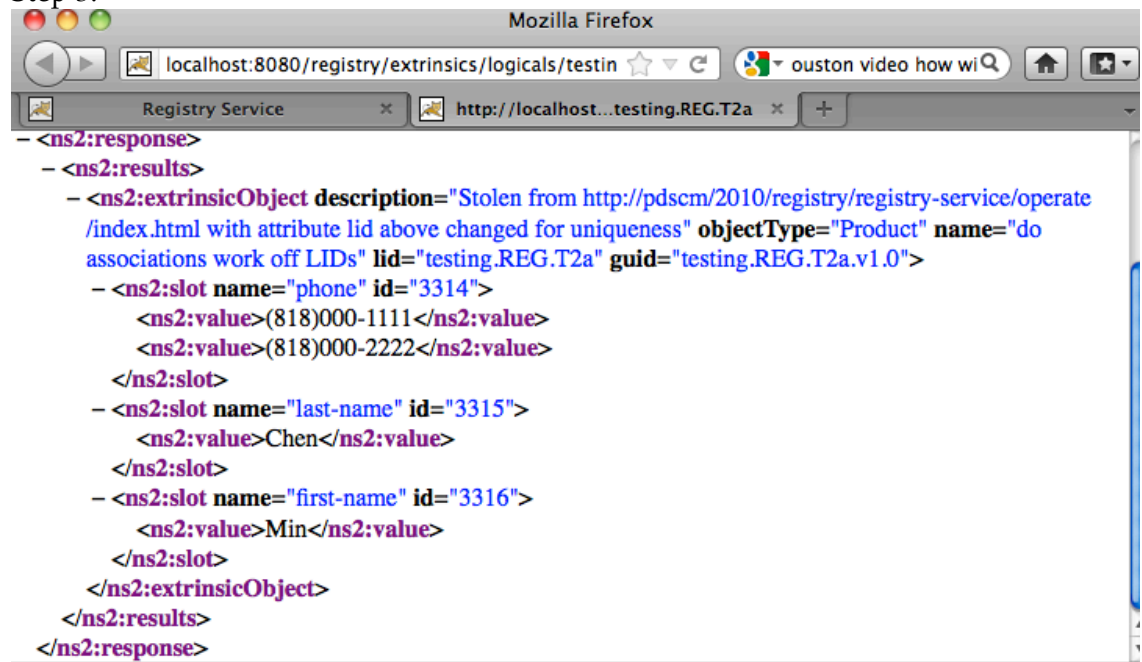 Mozilla Firefox
localhost:8080/registry/extrinsics/logicals/testin ouston video how wi
Registry Service × http://localhost...testing.REG.T2a × +
– <ns2:response>
– <ns2:results>
– <ns2:extrinsicObject description="Stolen from http://pdscm/2010/registry/registry-service/operate
/index.html with attribute lid above changed for uniqueness" objectType="Product" name="do
associations work off LIDs" lid="testing.REG.T2a" guid="testing.REG.T2a.v1.0">
– <ns2:slot name="phone" id="3314">
<ns2:value>(818)000-1111</ns2:value>
<ns2:value>(818)000-2222</ns2:value>
</ns2:slot>
– <ns2:slot name="last-name" id="3315">
<ns2:value>Chen</ns2:value>
</ns2:slot>
– <ns2:slot name="first-name" id="3316">
<ns2:value>Min</ns2:value>
</ns2:slot>
</ns2:extrinsicObject>
</ns2:results>
</ns2:response>